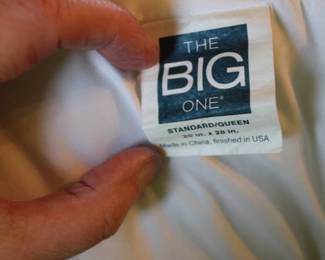 THE
BIG
ONE®
STANDARD/QUEEN
20 in. x 28 in.
Made in China, finished in USA